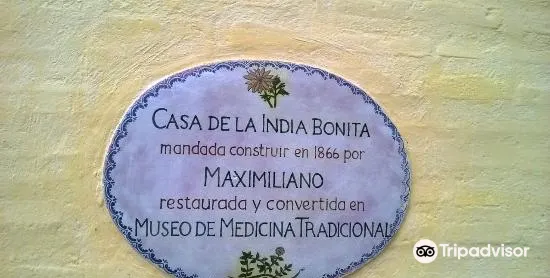 CASA DE LA INDIA BONITA
mandada construir en 1866 por
MAXIMILIANO
restaurada y convertida en
MUSEO DE MEDICINA TRADICIONAL
Tripadvisor